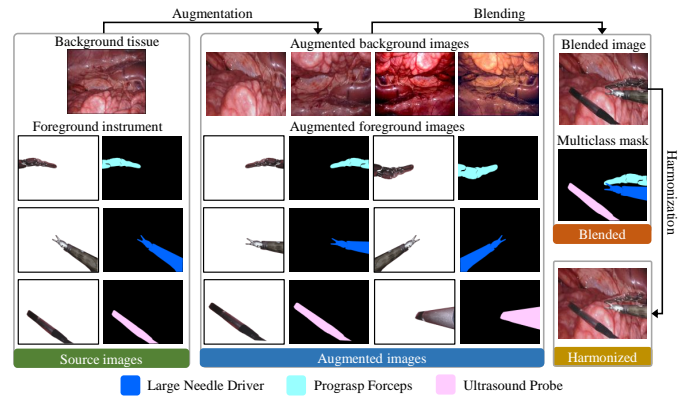 Augmentation
Blending
Background tissue
Augmented background images
Blended image
Foreground instrument
Augmented foreground images
Multiclass mask
Harmonization
Blended
Source images
Augmented images
Harmonized
Large Needle Driver
Prograsp Forceps
Ultrasound Probe